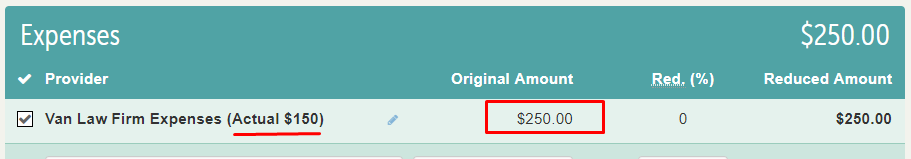 Expenses $250.00
Provider Original Amount Red. (%) Reduced Amount
Van Law Firm Expenses (Actual $150) $250.00 0 $250.00